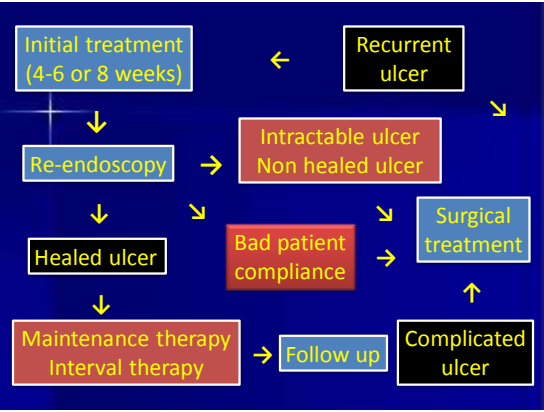 Initial treatment
(4-6 or 8 weeks)
←
Recurrent
ulcer
↓
↘
Re-endoscopy
→
Intractable ulcer
Non healed ulcer
↓
↘
↘
Healed ulcer
Bad patient
compliance
→
Surgical
treatment
↓
↑
Maintenance therapy
Interval therapy
→
Follow up
Complicated
ulcer